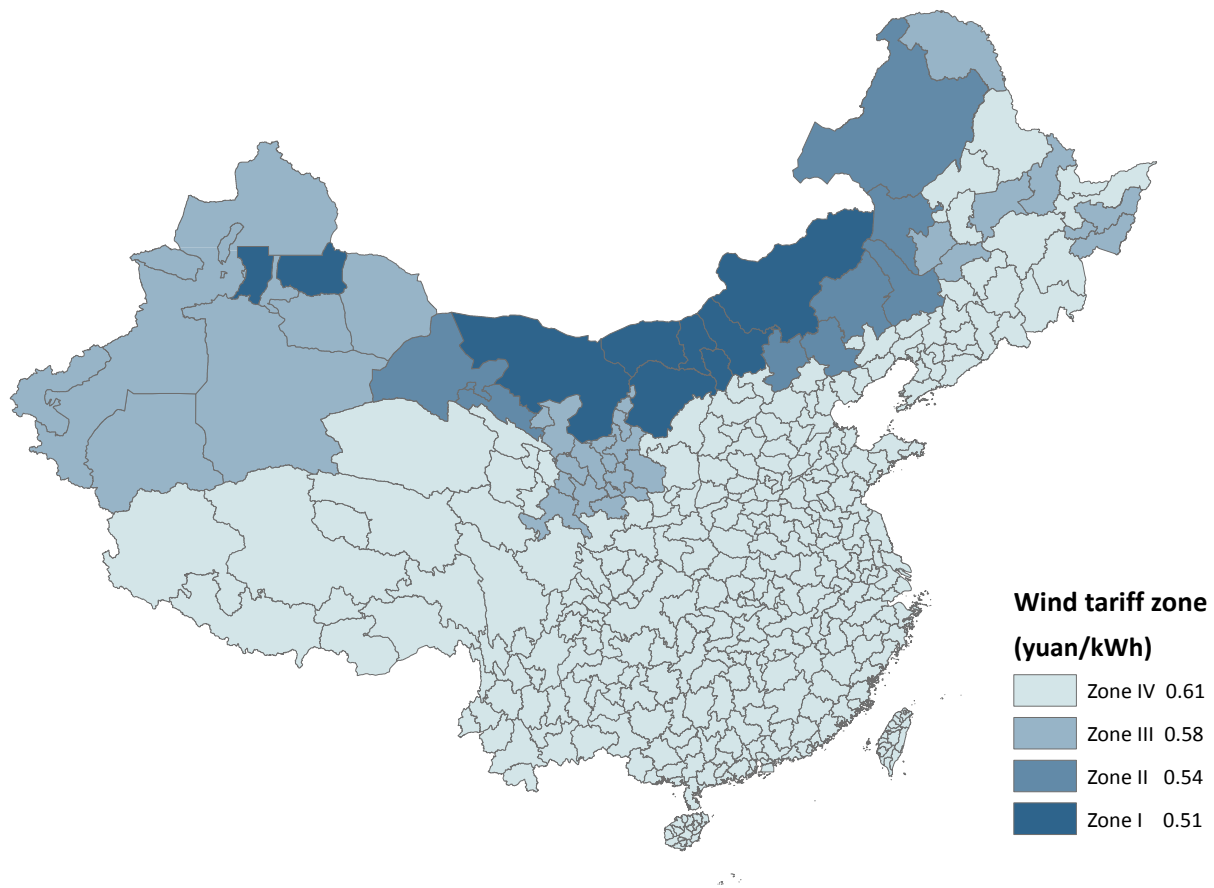 Wind tariff zone
(yuan/kWh)
Zone IV 0.61
Zone III 0.58
Zone II 0.54
Zone I 0.51